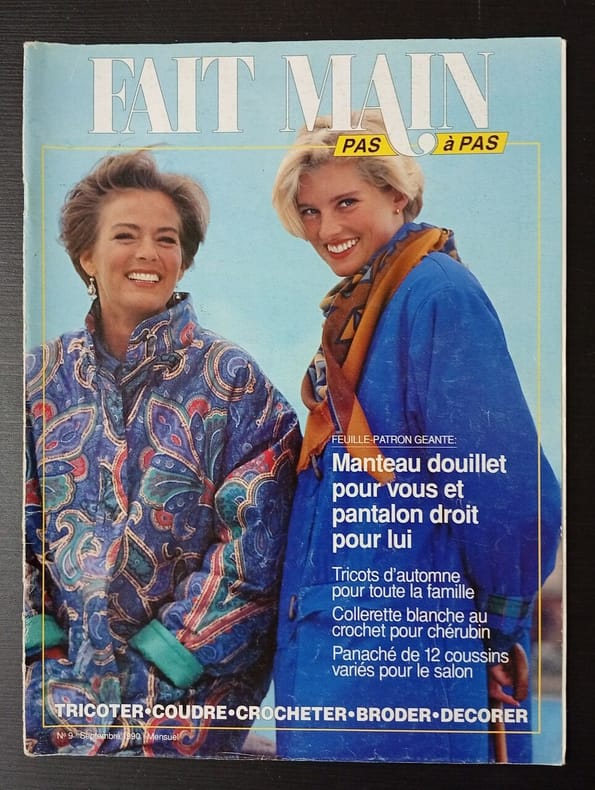 FAIT MAIN
PAS à PAS
FEUILLE-PATRON GEANTE:
Manteau douillet
pour vous et
pantalon droit
pour lui
Tricots d'automne
pour toute la famille
Collerette blanche au
crochet pour chérubin
Panaché de 12 coussins
variés pour le salon
TRICOTER•COUDRE•CROCHETER•BRODER•DECORER
N° 9 - Septembre 1990 - Mensuel